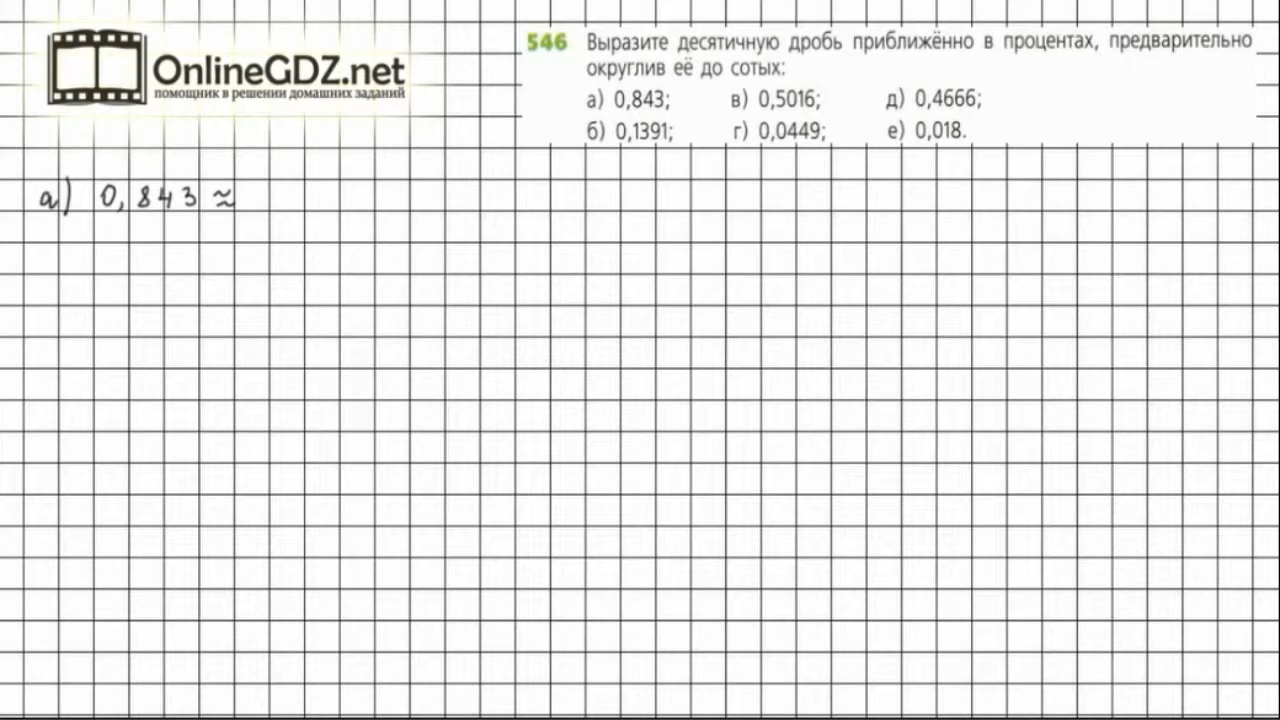 OnlineGDZ.net
помощник в решении домашних заданий
546 Выразите десятичную дробь приближённо в процентах, предварительно
округлив её до сотых:
а) 0,843; в) 0,5016; д) 0,4666;
б) 0,1391; г) 0,0449; е) 0,018.
а) 0,843 ≈